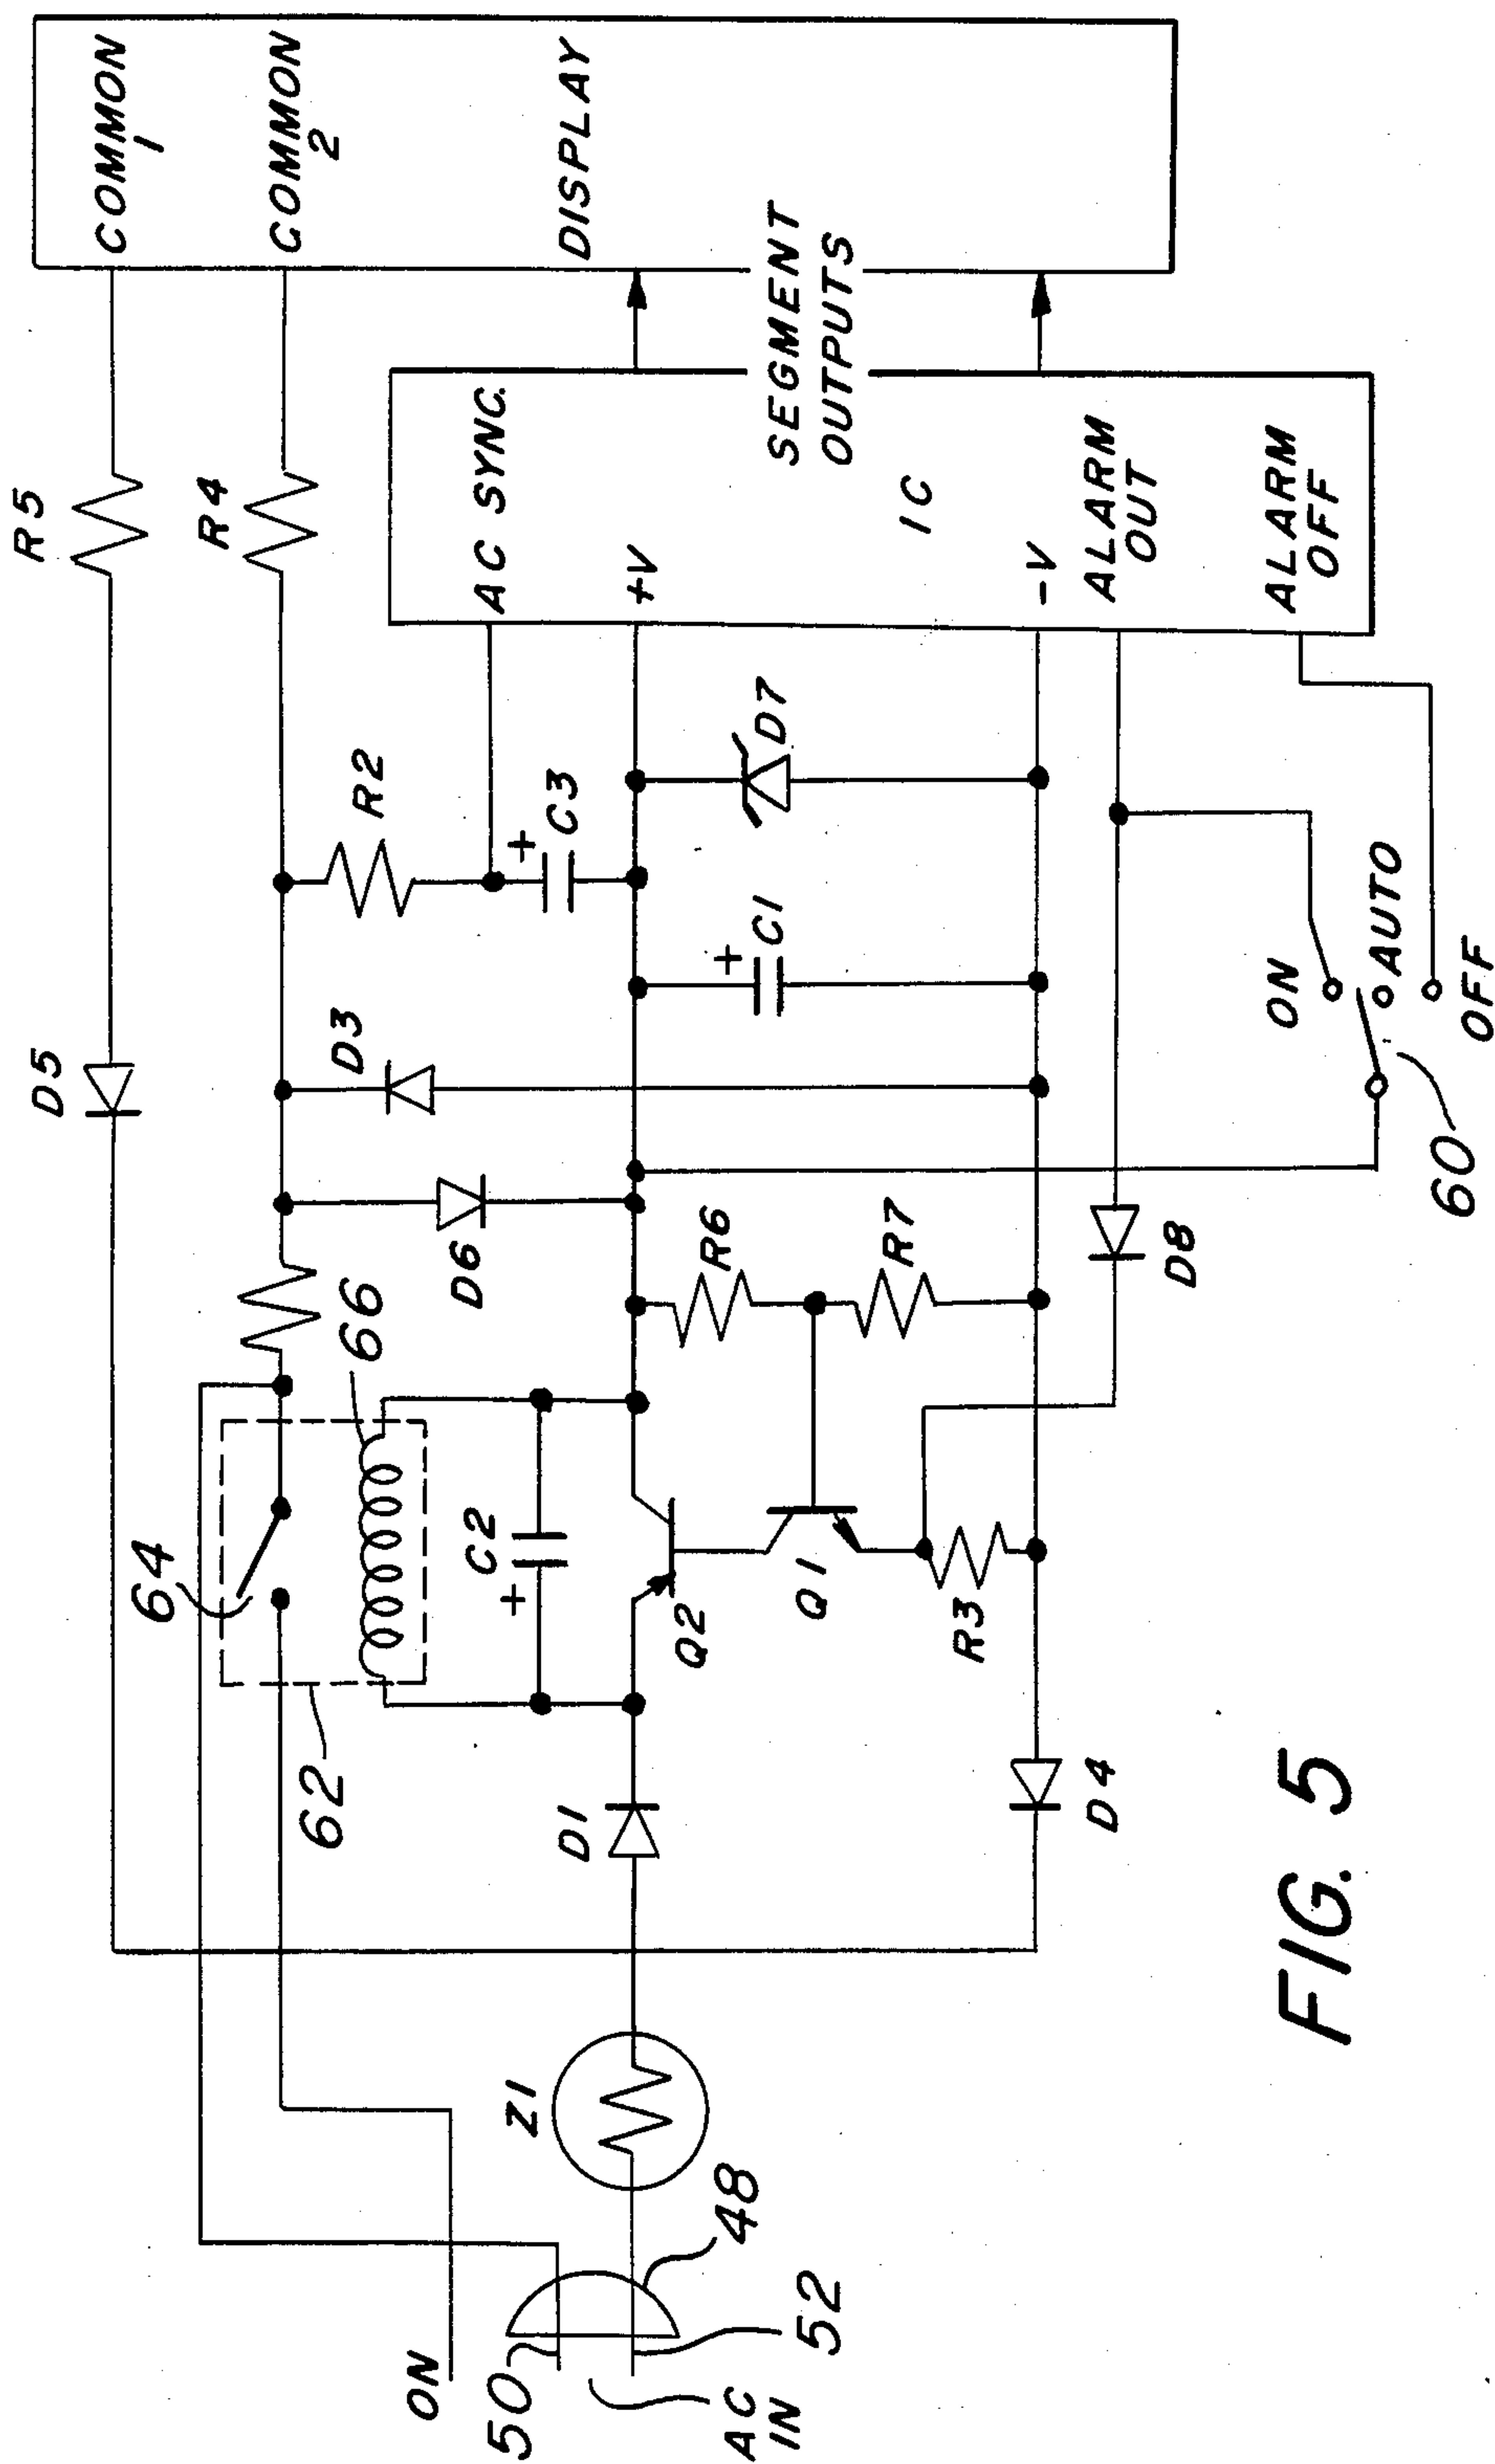 COMMON
1
COMMON
2
DISPLAY
SEGMENT
OUTPUTS
R5
R4
AC SYNC.
+V
IC
-V
ALARM
OUT
ALARM
OFF
R2
+
C3
D7
D5
D3
+
C1
ON
AUTO
OFF
60
D6
R6
R7
D8
66
64
C2
+
Q2
Q1
R3
62
D1
D4
Z1
ON
50
48
52
AC
IN
FIG. 5